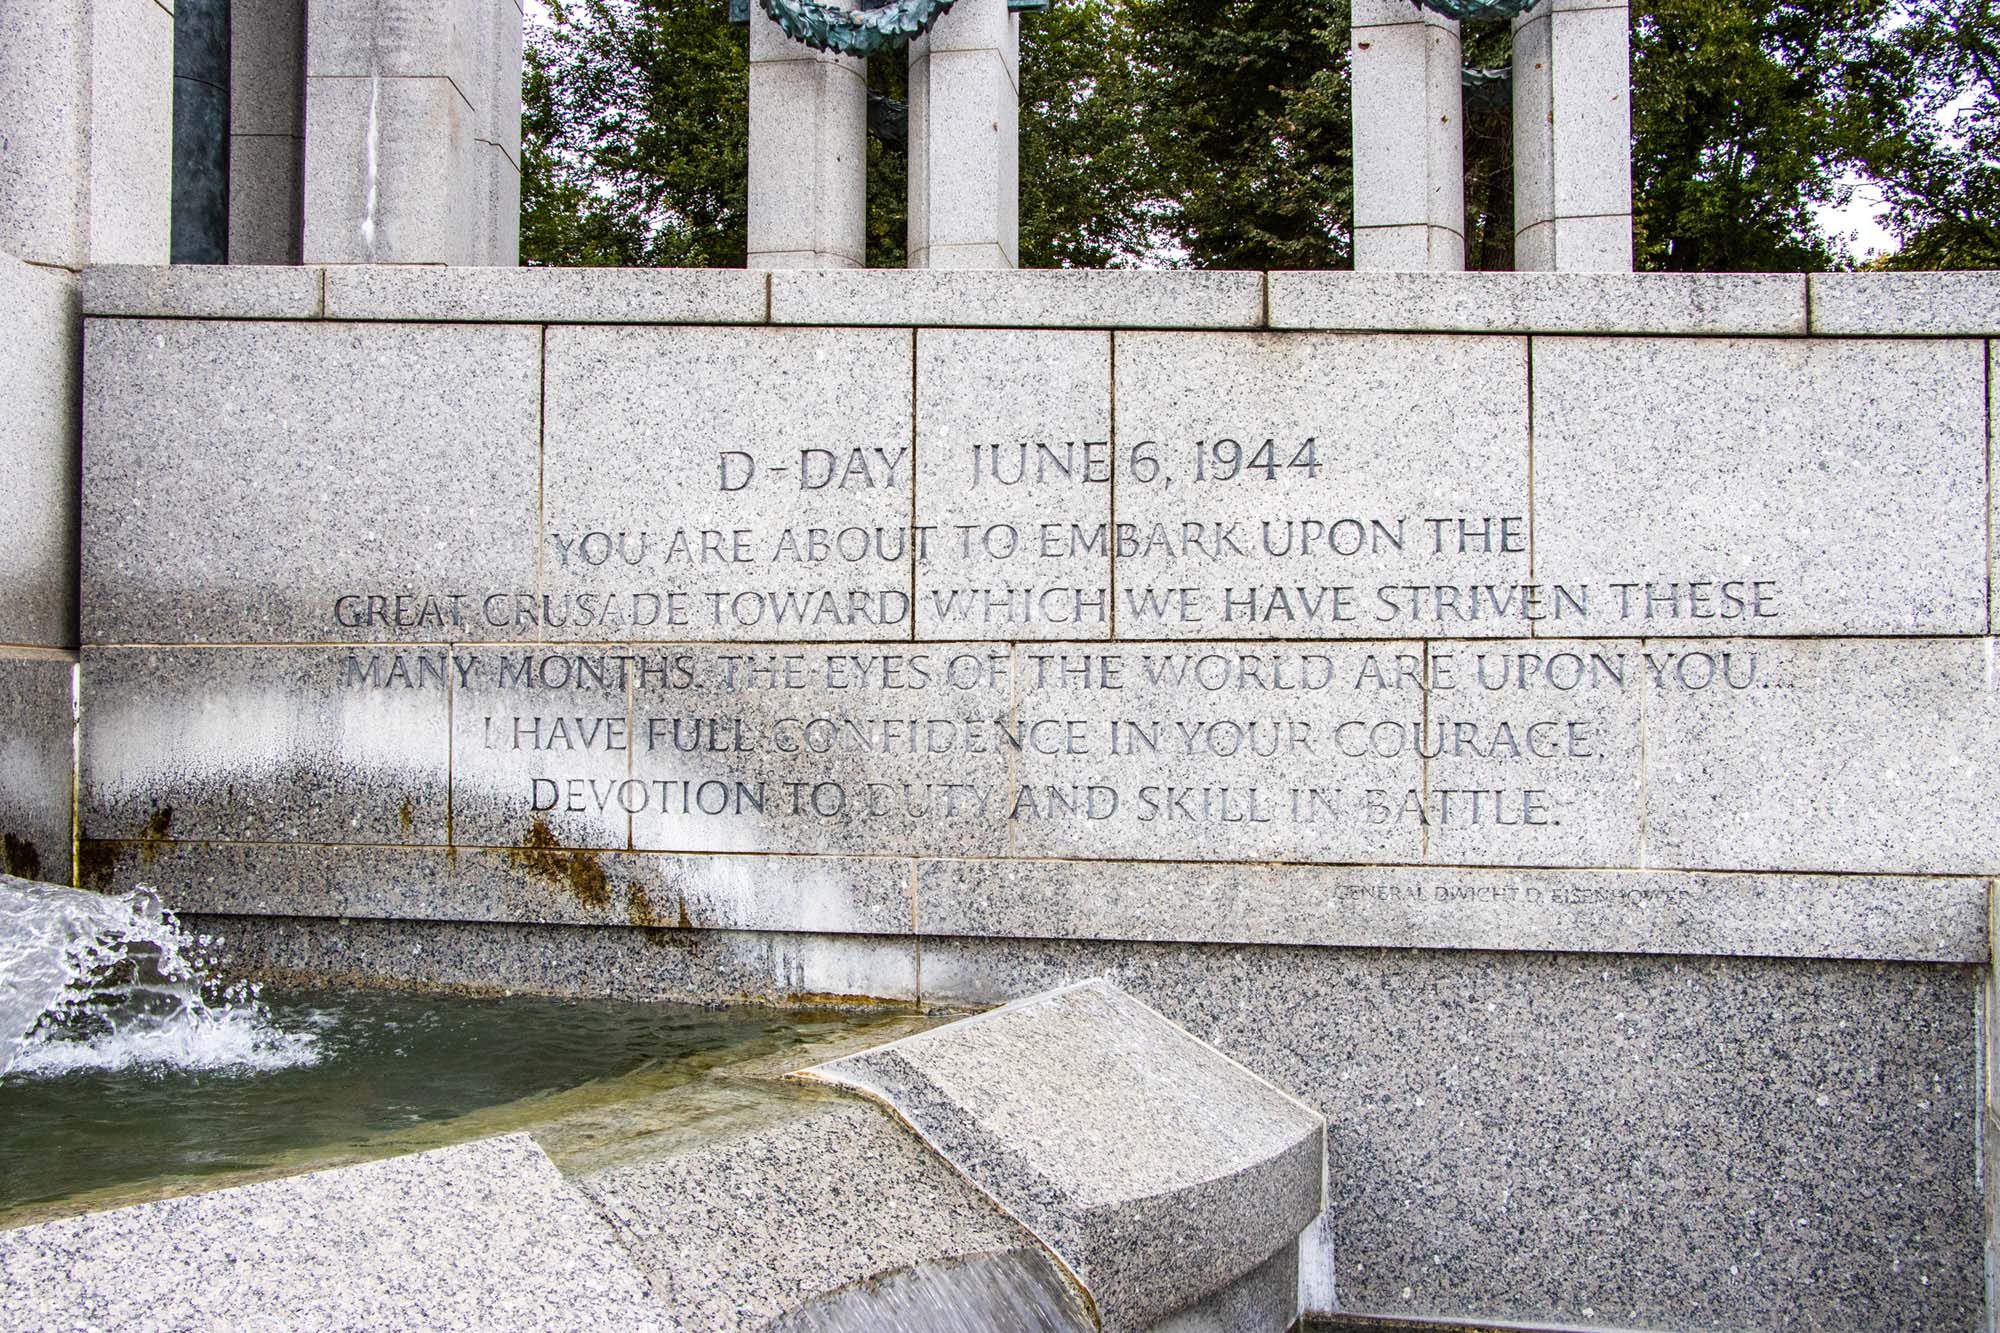 D-DAY JUNE 6, 1944
YOU ARE ABOUT TO EMBARK UPON THE
GREAT CRUSADE TOWARD WHICH WE HAVE STRIVEN THESE
MANY MONTHS. THE EYES OF THE WORLD ARE UPON YOU...
I HAVE FULL CONFIDENCE IN YOUR COURAGE,
DEVOTION TO DUTY AND SKILL IN BATTLE.
GENERAL DWIGHT D. EISENHOWER